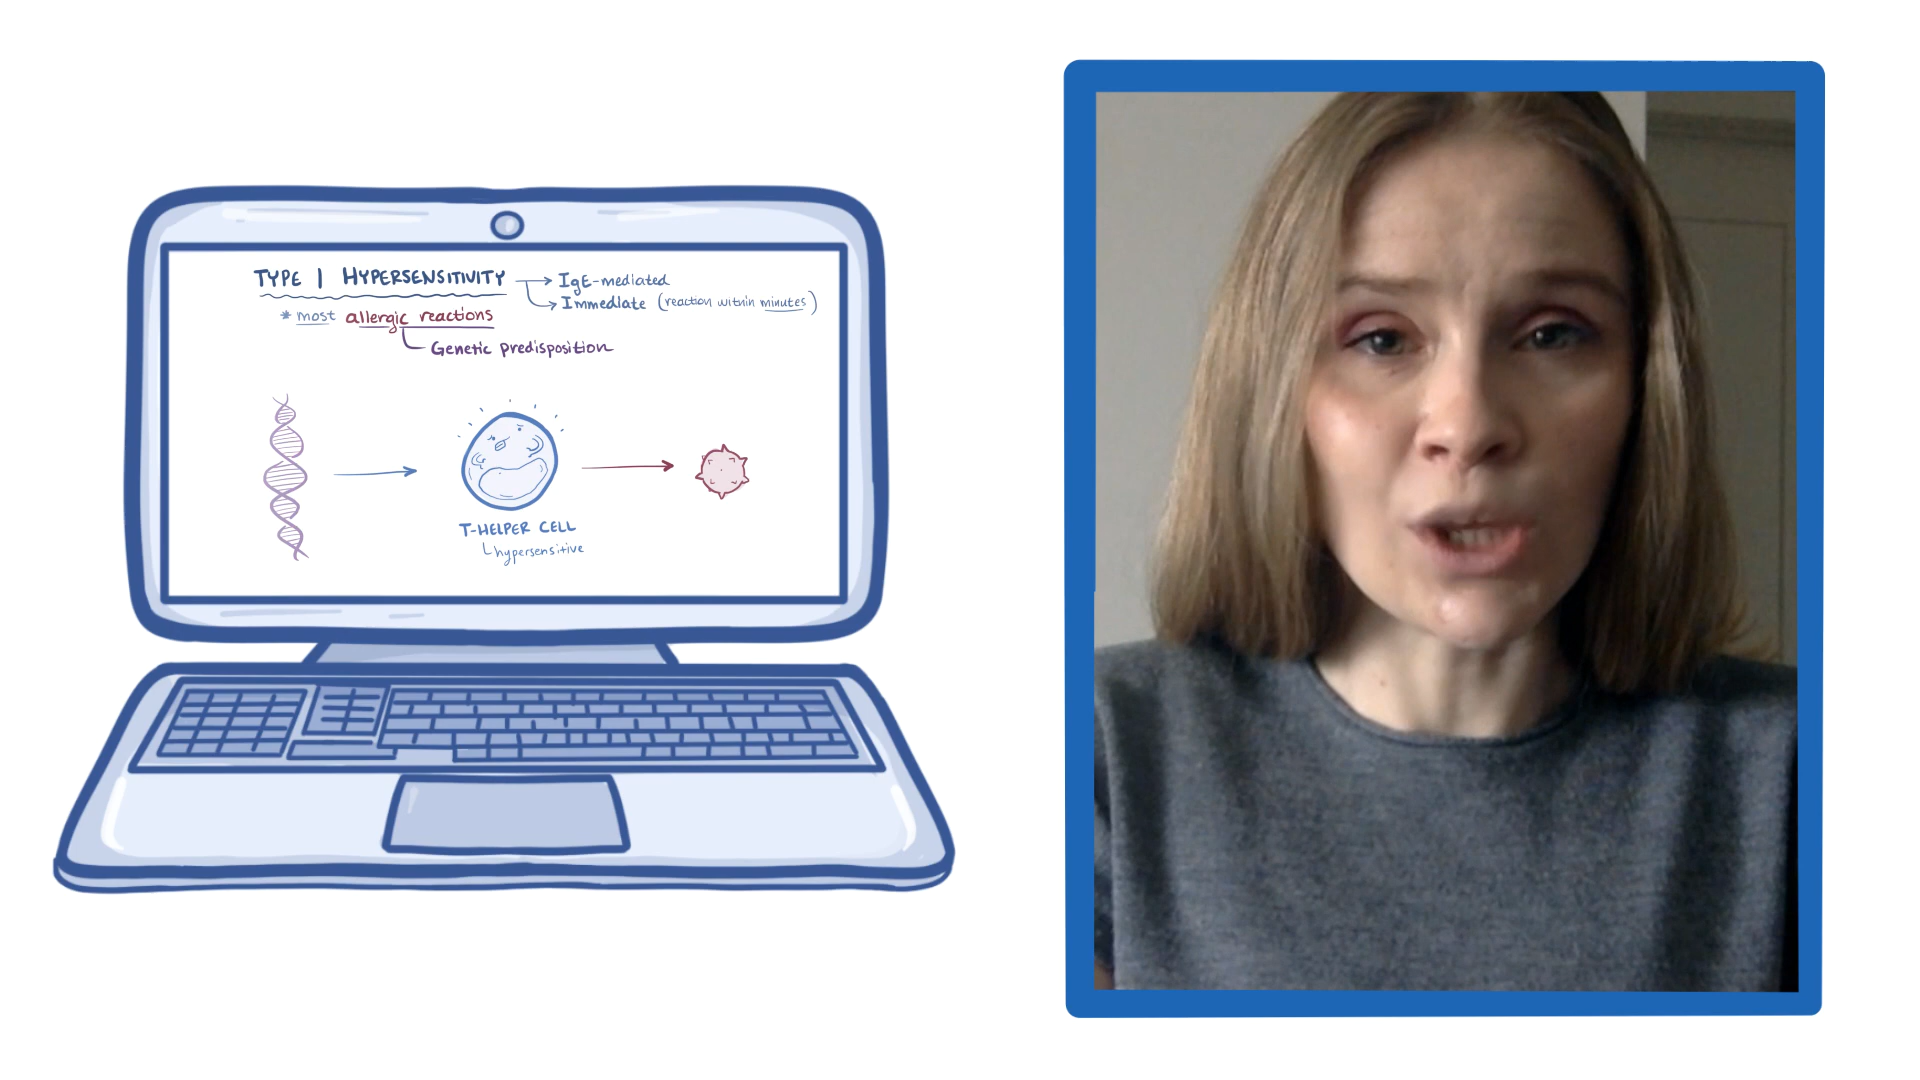 TYPE I HYPERSENSITIVITY → IgE-mediated
→ Immediate (reaction within minutes)
* most allergic reactions
Genetic predisposition
T-HELPER CELL
hypersensitive